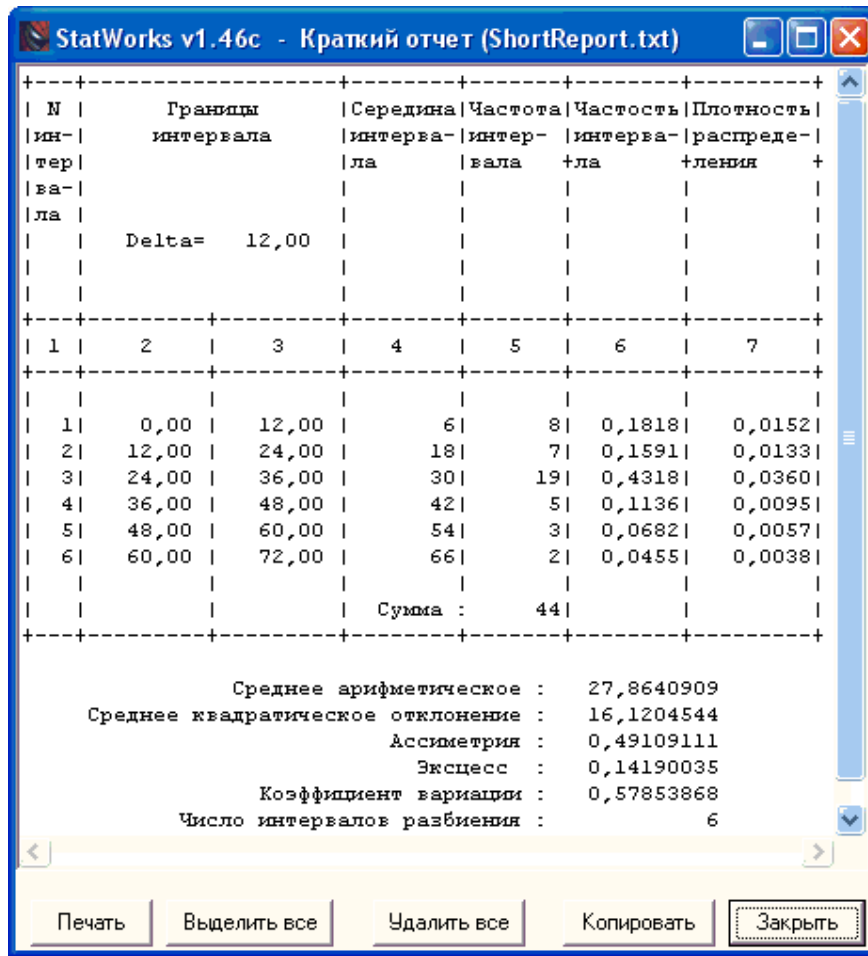 StatWorks v1.46c - Краткий отчет (ShortReport.txt)
+---+-------------------+--------+-------+--------+---------+
| N | Границы |Середина|Частота|Частость|Плотность|
|ин-| интервала |интерва-|интер- |интерва-|распреде-|
|тер| |ла |вала +ла +ления +
|ва-| | | | | |
|ла | | | | | |
| | Delta= 12,00 | | | | |
| | | | | | |
| | | | | | |
+---+---------+---------+--------+-------+--------+---------+
| 1 | 2 | 3 | 4 | 5 | 6 | 7 |
+---+---------+---------+--------+-------+--------+---------+
| | | | | | | |
| 1| 0,00 | 12,00 | 6| 8| 0,1818| 0,0152|
| 2| 12,00 | 24,00 | 18| 7| 0,1591| 0,0133|
| 3| 24,00 | 36,00 | 30| 19| 0,4318| 0,0360|
| 4| 36,00 | 48,00 | 42| 5| 0,1136| 0,0095|
| 5| 48,00 | 60,00 | 54| 3| 0,0682| 0,0057|
| 6| 60,00 | 72,00 | 66| 2| 0,0455| 0,0038|
| | | | | | | |
| | | | Сумма : 44| | |
+---+---------+---------+--------+-------+--------+---------+
Среднее арифметическое : 27,8640909
Среднее квадратическое отклонение : 16,1204544
Ассиметрия : 0,49109111
Эксцесс : 0,14190035
Коэффициент вариации : 0,57853868
Число интервалов разбиения : 6
Печать Выделить все Удалить все Копировать Закрыть